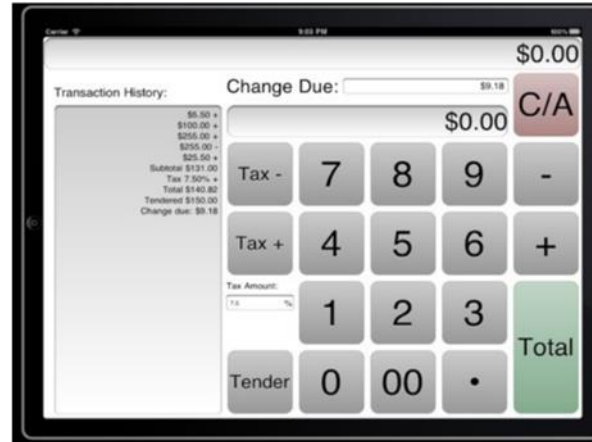 Carrier 9:03 PM 100%
$0.00
Transaction History:
Change Due: $9.18
C/A
$5.50 +
$100.00 +
$255.00 +
$255.00 -
$25.50 +
Subtotal $131.00
Tax 7.50% +
Total $140.82
Tendered $150.00
Change due: $9.18
$0.00
Tax - 7 8 9 -
Tax + 4 5 6 +
Tax Amount:
7.5 %
1 2 3
Total
Tender 0 00 •